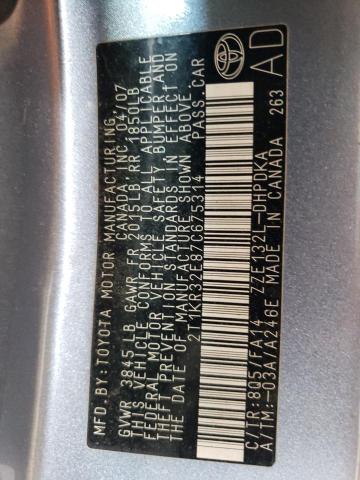 MFD. BY: TOYOTA MOTOR MANUFACTURING
CANADA, INC. 04/07
GVWR 3845LB GAWR FR 2015LB RR 1850LB
THIS VEHICLE CONFORMS TO ALL APPLICABLE
FEDERAL MOTOR VEHICLE SAFETY BUMPER AND
THEFT PREVENTION STANDARDS IN EFFECT ON
THE DATE OF MANUFACTURE SHOWN ABOVE.
2T1KR32E87C675314 PASS. CAR
C/TR: 8Q5/FA14 ZZE132L-DHPDKA
A/TM: -03A/A246E MADE IN CANADA 263
AD